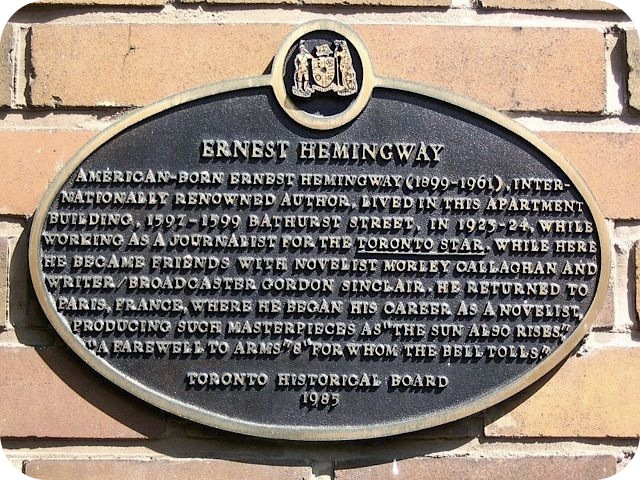 ERNEST HEMINGWAY
AMERICAN-BORN ERNEST HEMINGWAY (1899-1961), INTER-
NATIONALLY RENOWNED AUTHOR, LIVED IN THIS APARTMENT
BUILDING, 1597-1599 BATHURST STREET, IN 1923-24, WHILE
WORKING AS A JOURNALIST FOR THE TORONTO STAR. WHILE HERE
HE BECAME FRIENDS WITH NOVELIST MORLEY CALLAGHAN AND
WRITER/BROADCASTER GORDON SINCLAIR. HE RETURNED TO
PARIS, FRANCE, WHERE HE BEGAN HIS CAREER AS A NOVELIST,
PRODUCING SUCH MASTERPIECES AS "THE SUN ALSO RISES"
"A FAREWELL TO ARMS" & "FOR WHOM THE BELL TOLLS."
TORONTO HISTORICAL BOARD
1985